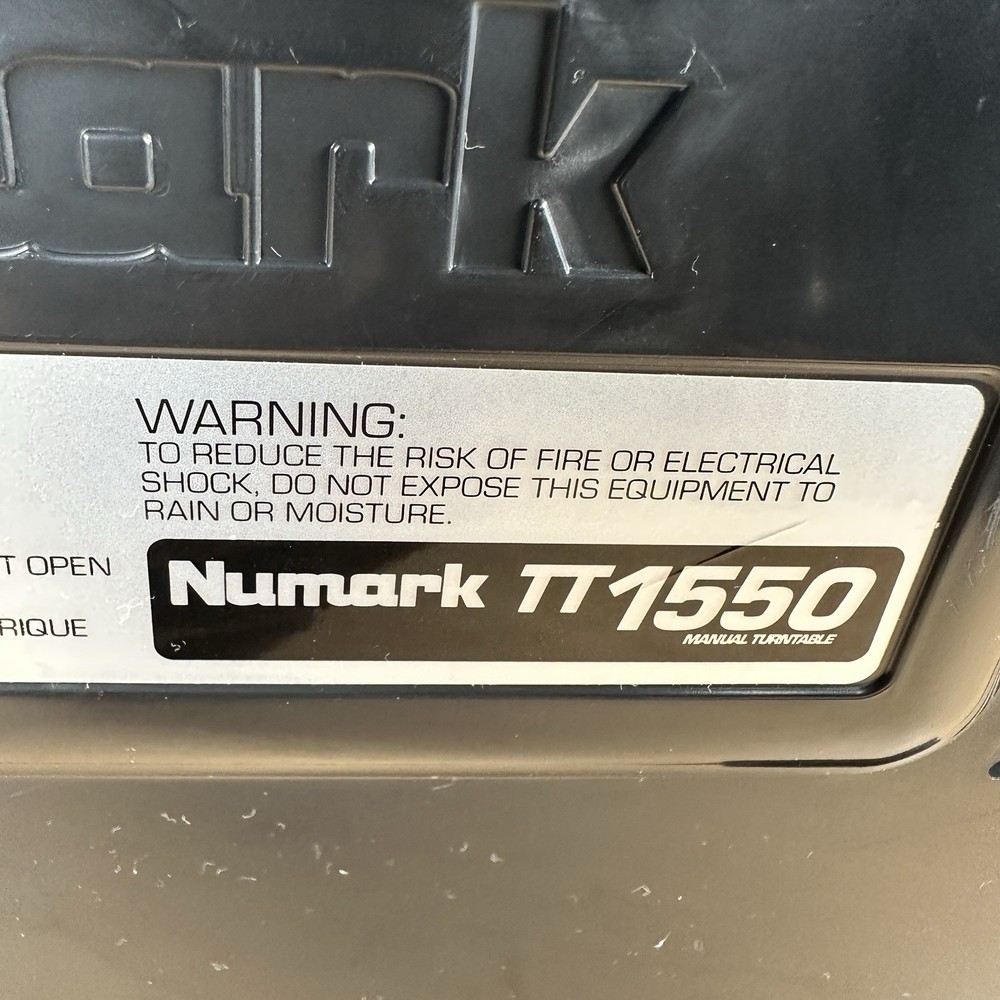 ark
WARNING:
TO REDUCE THE RISK OF FIRE OR ELECTRICAL
SHOCK, DO NOT EXPOSE THIS EQUIPMENT TO
RAIN OR MOISTURE.
T OPEN
RIQUE
Numark TT1550
MANUAL TURNTABLE